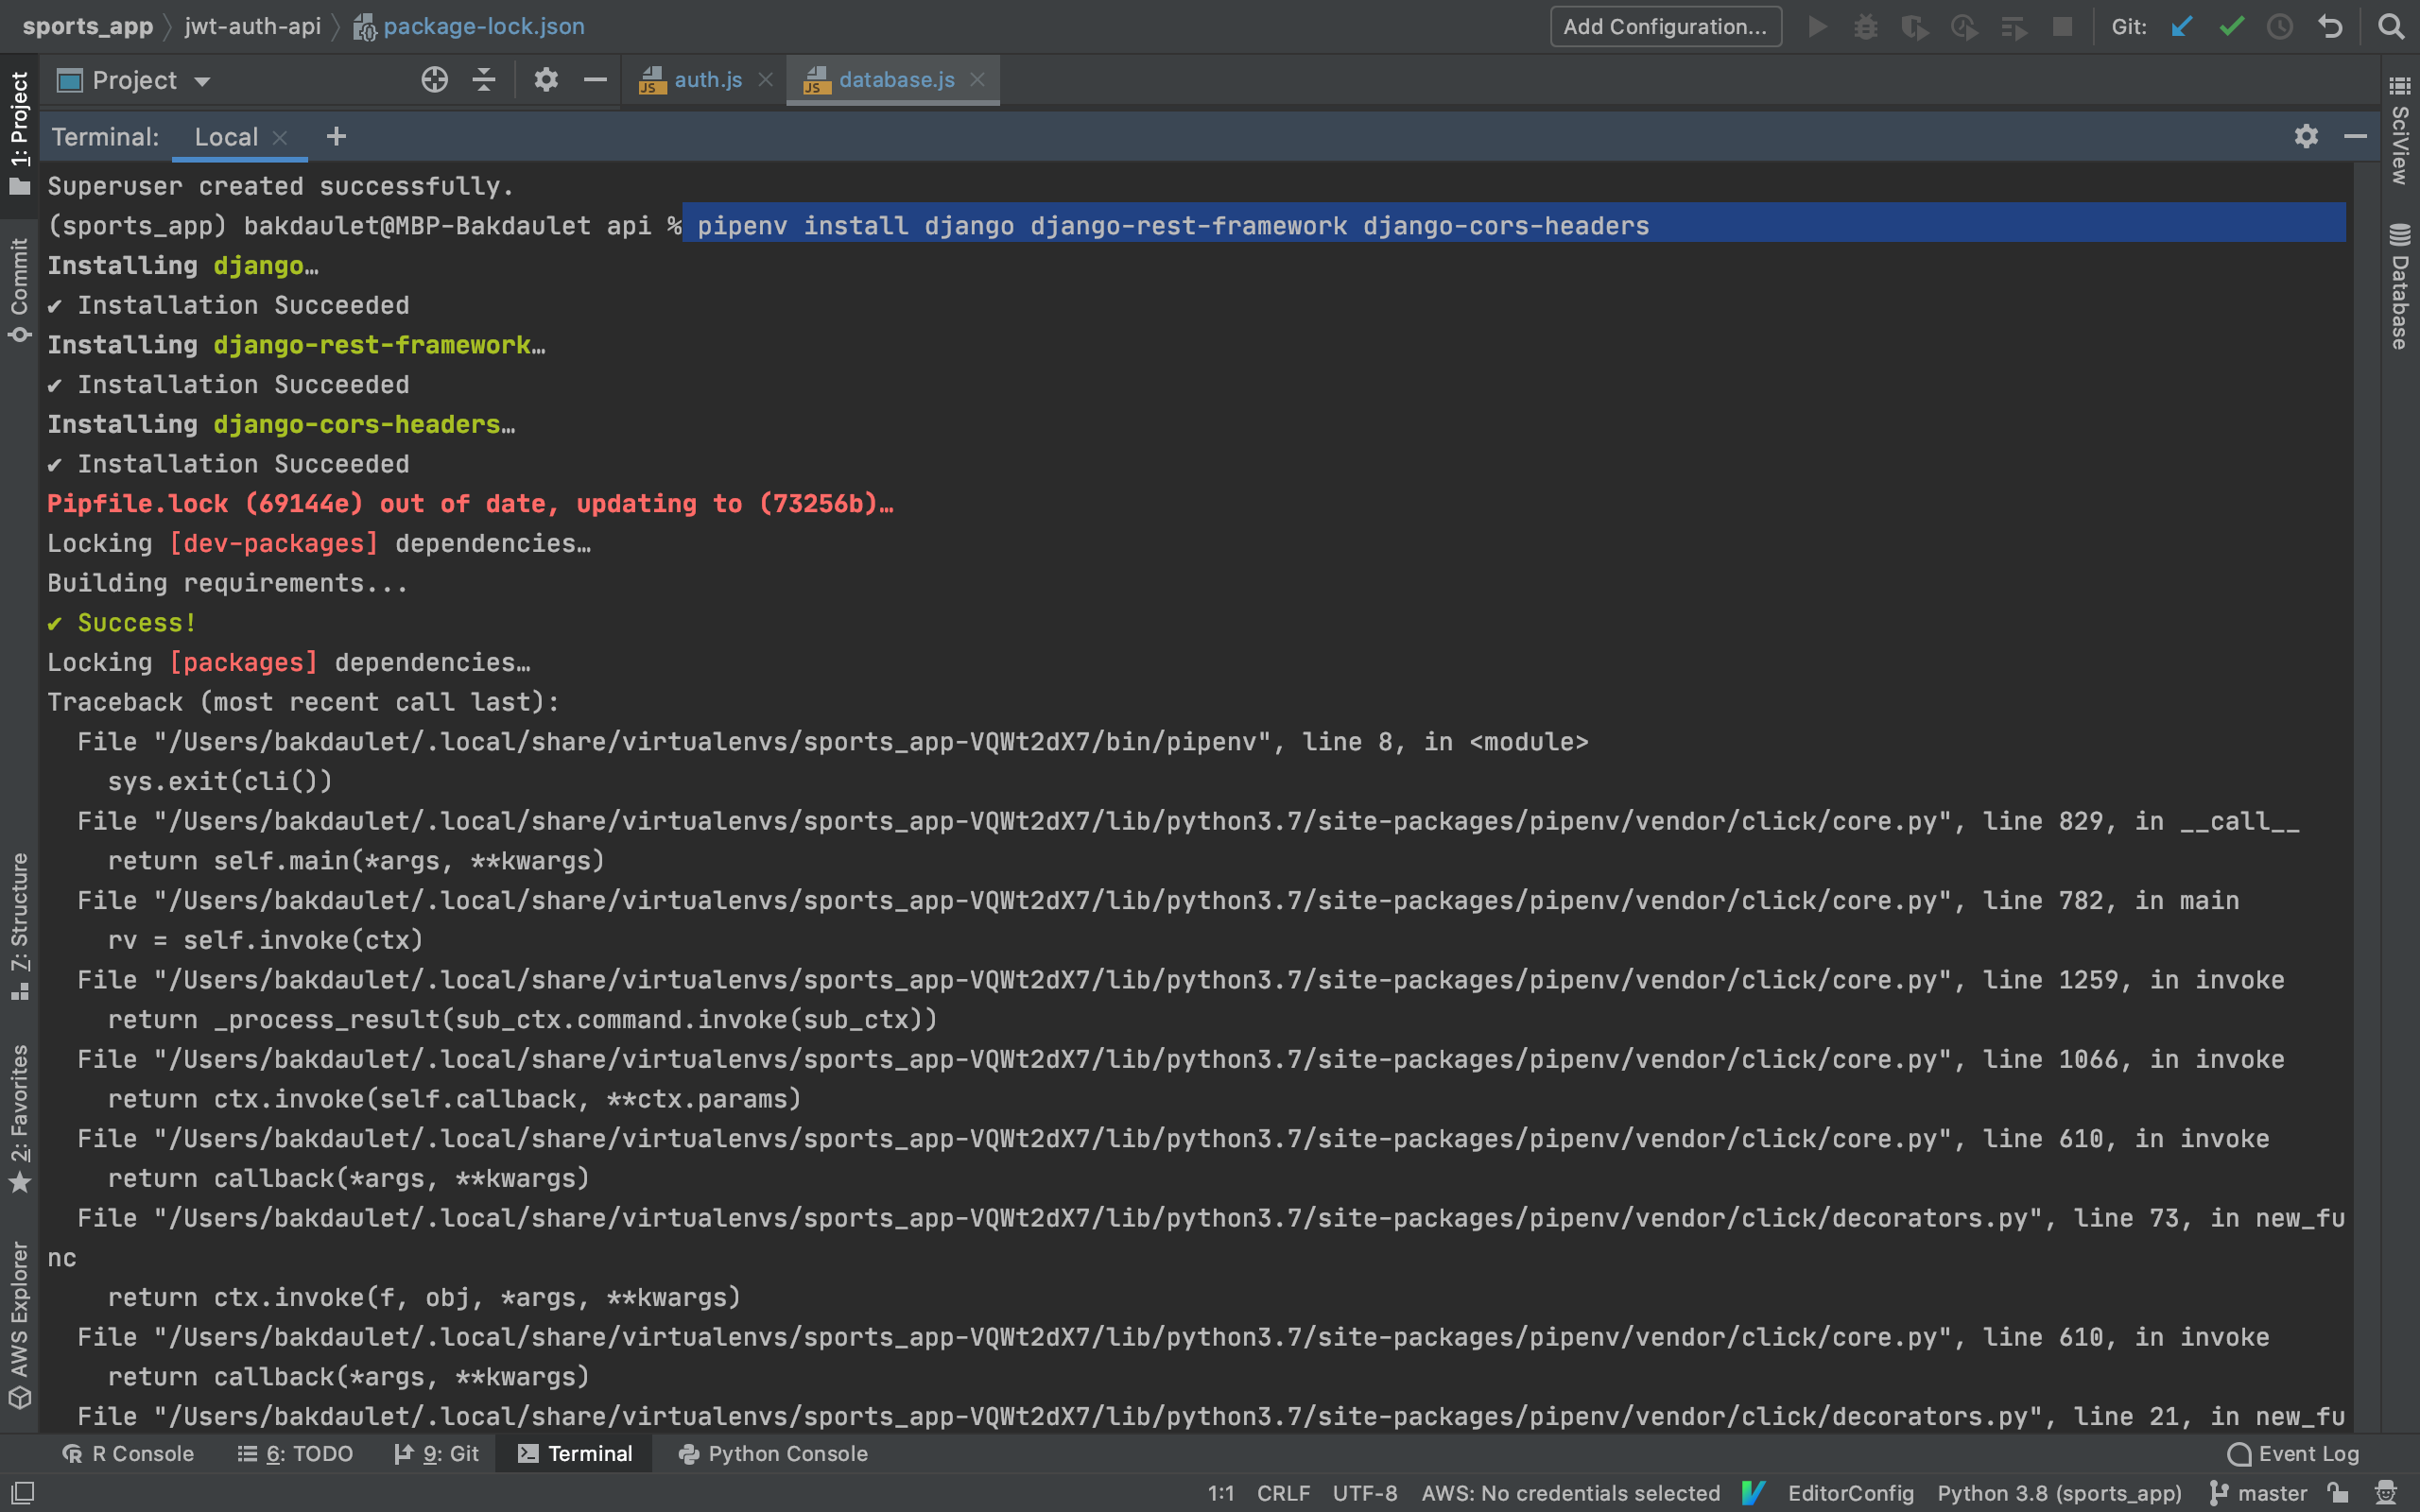 sports_app jwt-auth-api package-lock.json Add Configuration... Git:
Project auth.js database.js
Terminal: Local +
Superuser created successfully.
(sports_app) bakdaulet@MBP-Bakdaulet api % pipenv install django django-rest-framework django-cors-headers
Installing django…
✔ Installation Succeeded
Installing django-rest-framework…
✔ Installation Succeeded
Installing django-cors-headers…
✔ Installation Succeeded
Pipfile.lock (69144e) out of date, updating to (73256b)…
Locking [dev-packages] dependencies…
Building requirements...
✔ Success!
Locking [packages] dependencies…
Traceback (most recent call last):
  File "/Users/bakdaulet/.local/share/virtualenvs/sports_app-VQWt2dX7/bin/pipenv", line 8, in <module>
    sys.exit(cli())
  File "/Users/bakdaulet/.local/share/virtualenvs/sports_app-VQWt2dX7/lib/python3.7/site-packages/pipenv/vendor/click/core.py", line 829, in __call__
    return self.main(*args, **kwargs)
  File "/Users/bakdaulet/.local/share/virtualenvs/sports_app-VQWt2dX7/lib/python3.7/site-packages/pipenv/vendor/click/core.py", line 782, in main
    rv = self.invoke(ctx)
  File "/Users/bakdaulet/.local/share/virtualenvs/sports_app-VQWt2dX7/lib/python3.7/site-packages/pipenv/vendor/click/core.py", line 1259, in invoke
    return _process_result(sub_ctx.command.invoke(sub_ctx))
  File "/Users/bakdaulet/.local/share/virtualenvs/sports_app-VQWt2dX7/lib/python3.7/site-packages/pipenv/vendor/click/core.py", line 1066, in invoke
    return ctx.invoke(self.callback, **ctx.params)
  File "/Users/bakdaulet/.local/share/virtualenvs/sports_app-VQWt2dX7/lib/python3.7/site-packages/pipenv/vendor/click/core.py", line 610, in invoke
    return callback(*args, **kwargs)
  File "/Users/bakdaulet/.local/share/virtualenvs/sports_app-VQWt2dX7/lib/python3.7/site-packages/pipenv/vendor/click/decorators.py", line 73, in new_fu
nc
    return ctx.invoke(f, obj, *args, **kwargs)
  File "/Users/bakdaulet/.local/share/virtualenvs/sports_app-VQWt2dX7/lib/python3.7/site-packages/pipenv/vendor/click/core.py", line 610, in invoke
    return callback(*args, **kwargs)
  File "/Users/bakdaulet/.local/share/virtualenvs/sports_app-VQWt2dX7/lib/python3.7/site-packages/pipenv/vendor/click/decorators.py", line 21, in new_fu
1: Project
Commit
7: Structure
2: Favorites
AWS Explorer
SciView
Database
R Console 6: TODO 9: Git Terminal Python Console Event Log
1:1 CRLF UTF-8 AWS: No credentials selected EditorConfig Python 3.8 (sports_app) master